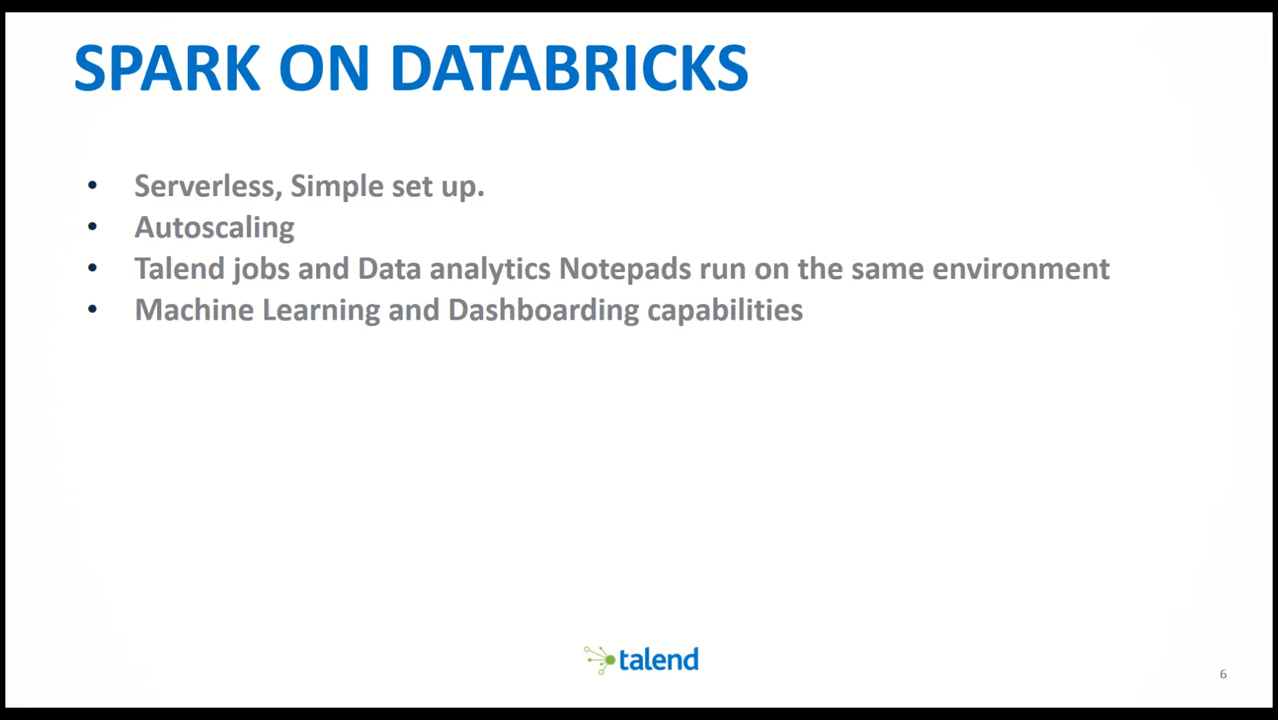 SPARK ON DATABRICKS
• Serverless, Simple set up.
• Autoscaling
• Talend jobs and Data analytics Notepads run on the same environment
• Machine Learning and Dashboarding capabilities
talend
6